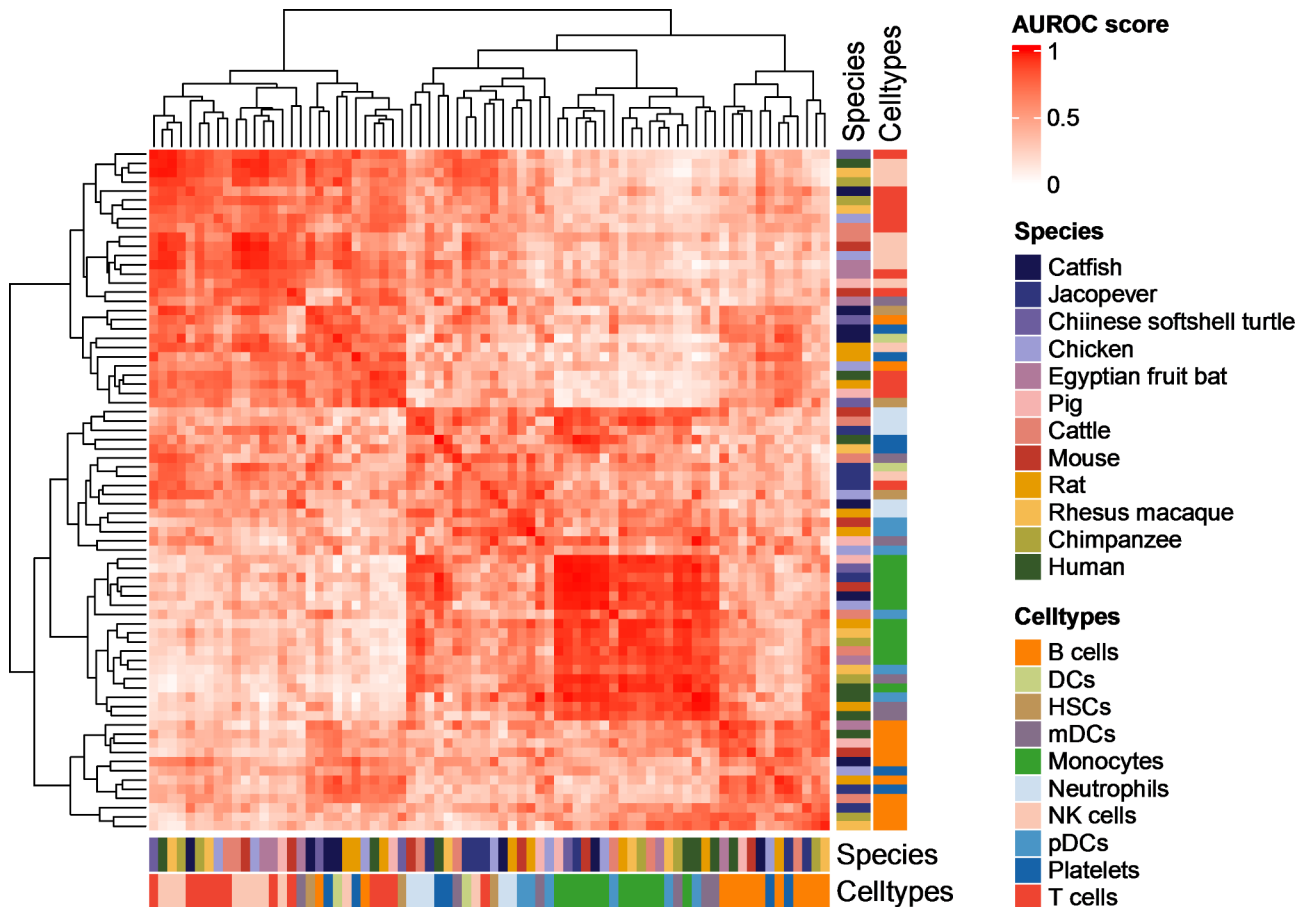 AUROC score
1
0.5
0
Species
Celltypes
Species
Catfish
Jacopever
Chiinese softshell turtle
Chicken
Egyptian fruit bat
Pig
Cattle
Mouse
Rat
Rhesus macaque
Chimpanzee
Human
Celltypes
B cells
DCs
HSCs
mDCs
Monocytes
Neutrophils
NK cells
pDCs
Platelets
T cells
Species
Celltypes